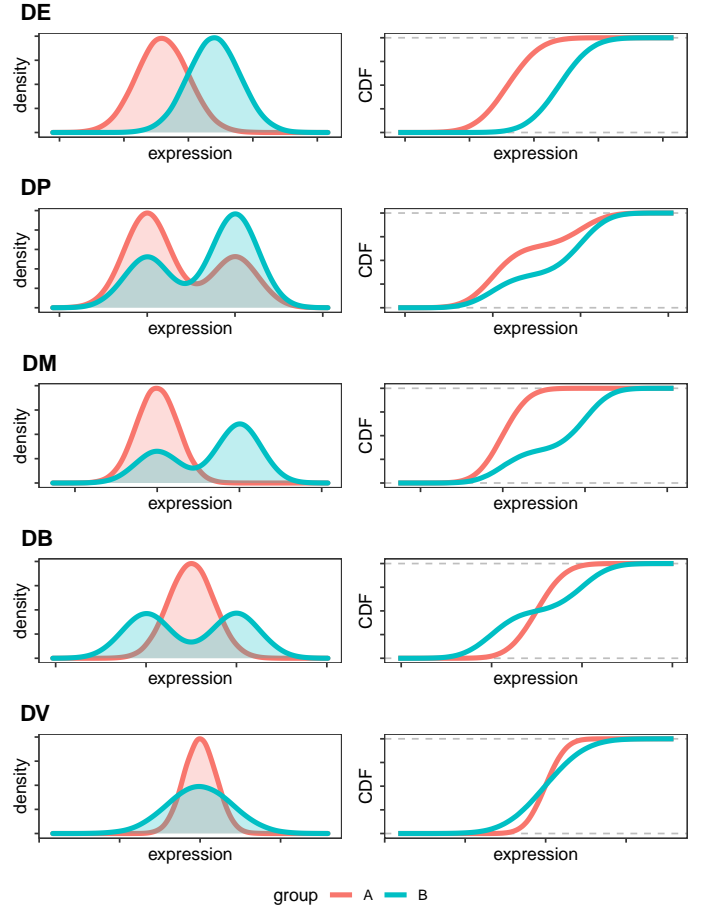 DE
density
expression
CDF
expression
DP
density
expression
CDF
expression
DM
density
expression
CDF
expression
DB
density
expression
CDF
expression
DV
density
expression
CDF
expression
group A B